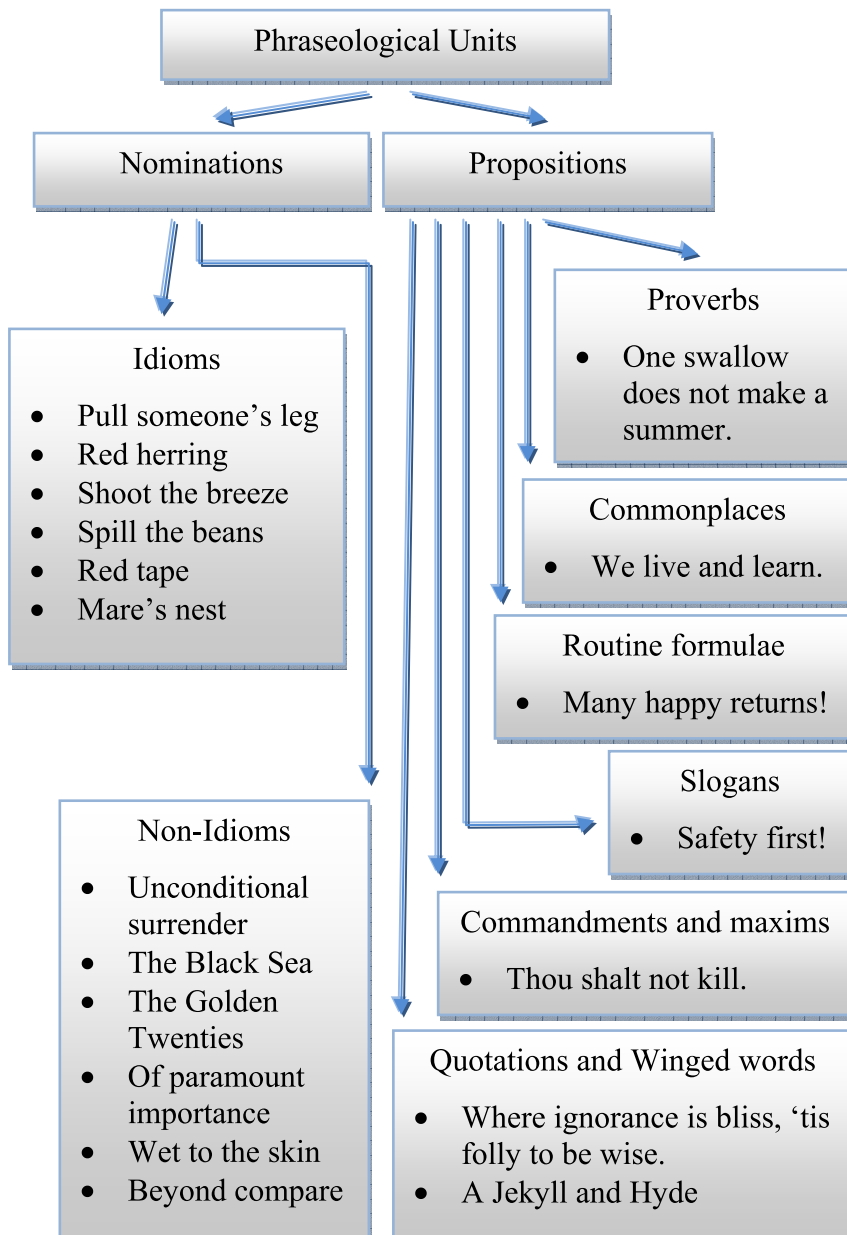 Phraseological Units
Nominations
Propositions
Idioms
• Pull someone’s leg
• Red herring
• Shoot the breeze
• Spill the beans
• Red tape
• Mare’s nest
Non-Idioms
• Unconditional
surrender
• The Black Sea
• The Golden
Twenties
• Of paramount
importance
• Wet to the skin
• Beyond compare
Proverbs
• One swallow
does not make a
summer.
Commonplaces
• We live and learn.
Routine formulae
• Many happy returns!
Slogans
• Safety first!
Commandments and maxims
• Thou shalt not kill.
Quotations and Winged words
• Where ignorance is bliss, ‘tis
folly to be wise.
• A Jekyll and Hyde